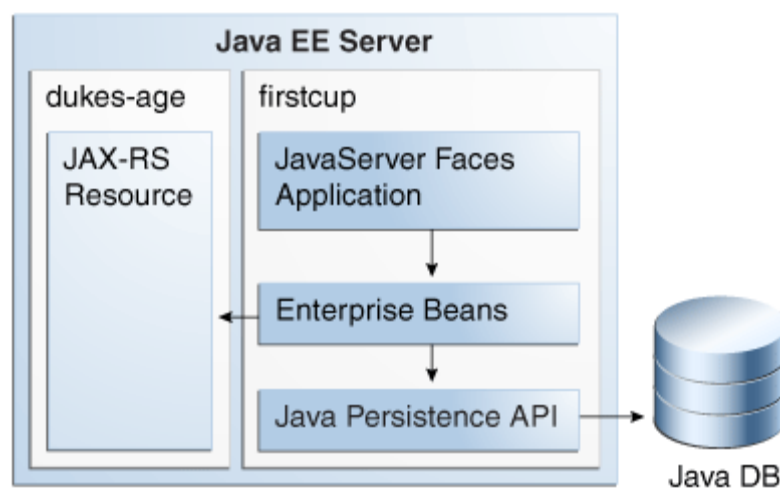 Java EE Server
dukes-age
JAX-RS
Resource
firstcup
JavaServer Faces
Application
Enterprise Beans
Java Persistence API
Java DB